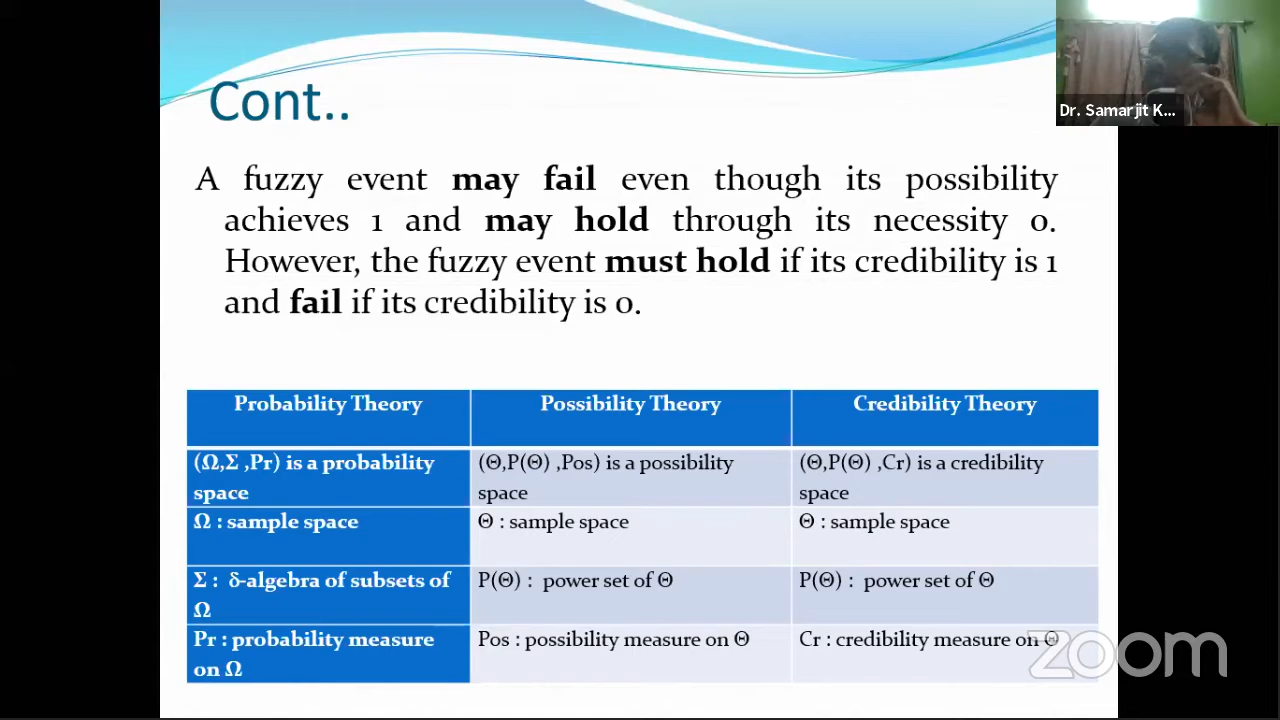 Cont..
Dr. Samarjit K...
A fuzzy event may fail even though its possibility
achieves 1 and may hold through its necessity 0.
However, the fuzzy event must hold if its credibility is 1
and fail if its credibility is 0.
Probability Theory
Possibility Theory
Credibility Theory
(Ω,Σ ,Pr) is a probability
space
(Θ,P(Θ) ,Pos) is a possibility
space
(Θ,P(Θ) ,Cr) is a credibility
space
Ω : sample space
Θ : sample space
Θ : sample space
Σ : δ-algebra of subsets of
Ω
P(Θ) : power set of Θ
P(Θ) : power set of Θ
Pr : probability measure
on Ω
Pos : possibility measure on Θ
Cr : credibility measure on Θ
zoom